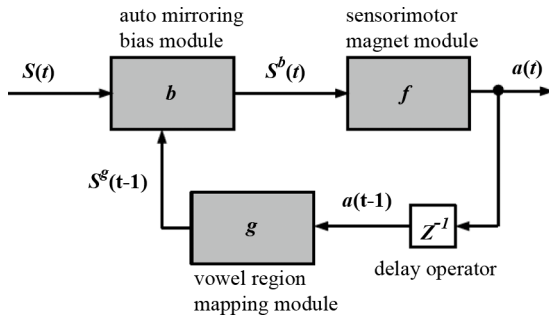 auto mirroring
bias module
sensorimotor
magnet module
S(t)
b
S^b(t)
f
a(t)
S^g(t-1)
g
a(t-1)
Z^-1
delay operator
vowel region
mapping module